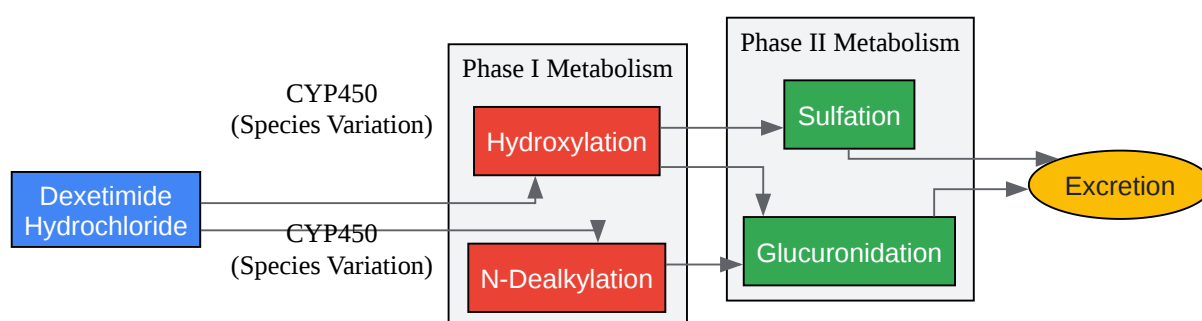 Phase II Metabolism
Phase I Metabolism
CYP450
(Species Variation)
Sulfation
Hydroxylation
Excretion
Dexetimide
Hydrochloride
CYP450
(Species Variation)
Glucuronidation
N-Dealkylation